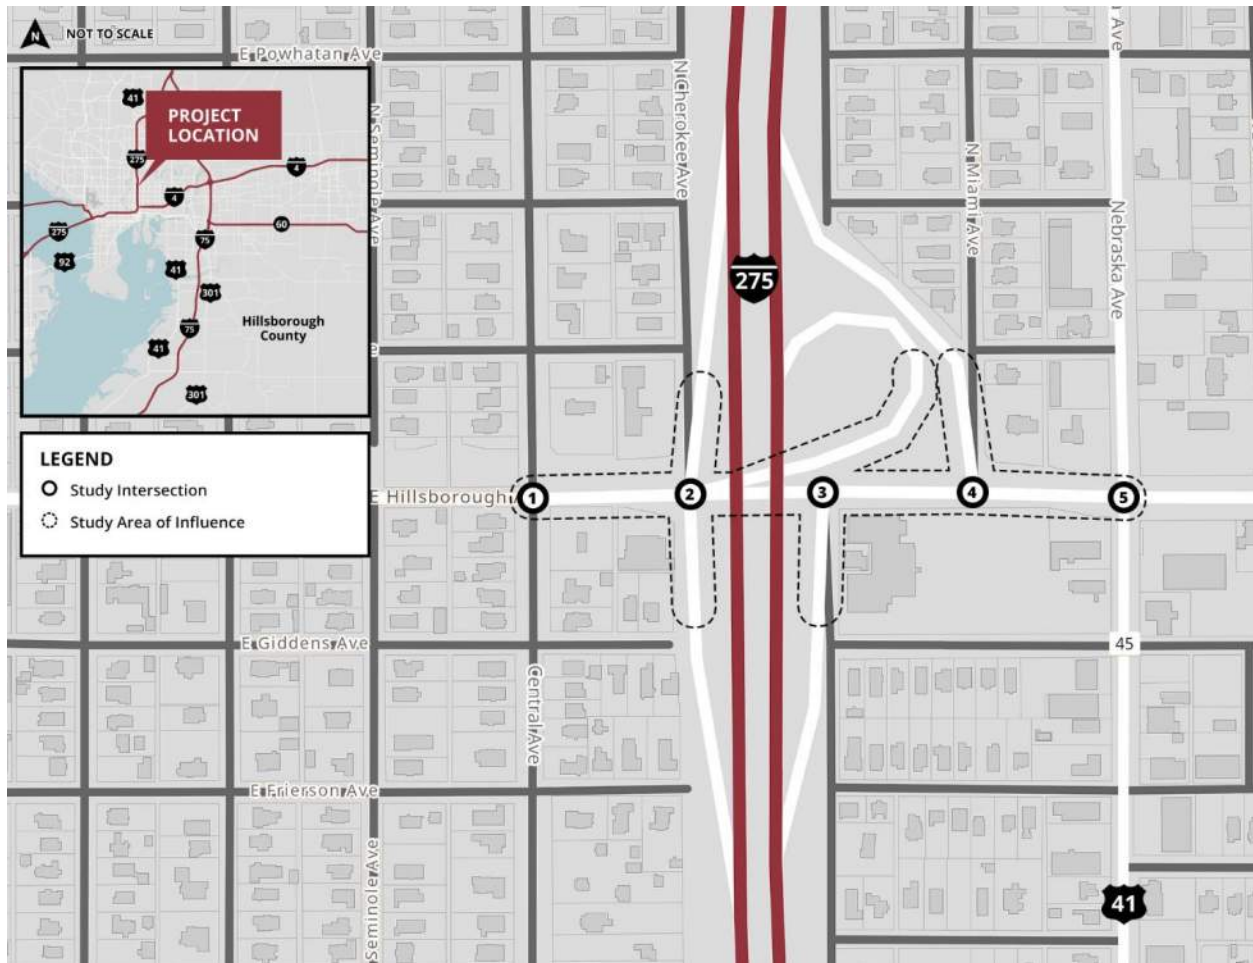 N NOT TO SCALE
E Powhatan Ave
PROJECT
LOCATION
41
275
4
4
275
92
60
75
41
301
75
41
301
Hillsborough
County
LEGEND
Study Intersection
Study Area of Influence
N Seminole Ave
N Cherokee Ave
N Miami Ave
Nebraska Ave
Ave
275
E Hillsborough
1
2
3
4
5
E Giddens Ave
45
Central Ave
E Frierson Ave
Seminole Ave
41